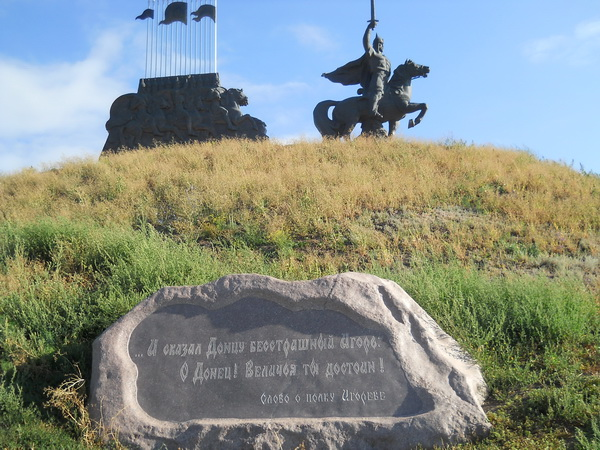 ... И сказал Донцу бесстрашный Игорь:
О Донец! Величья ты достоин!
Слово о полку Игореве